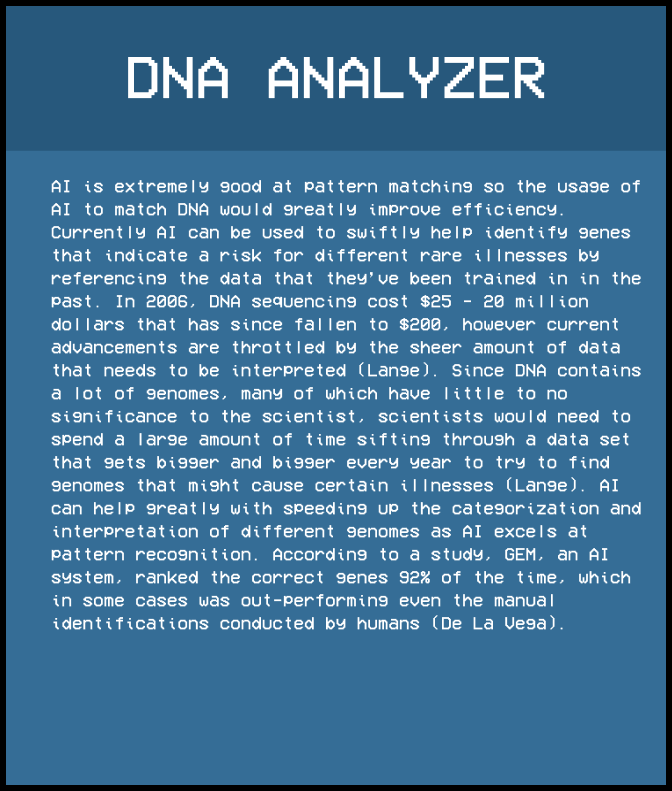 DNA ANALYZER
AI is extremely good at pattern matching so the usage of
AI to match DNA would greatly improve efficiency.
Currently AI can be used to swiftly help identify genes
that indicate a risk for different rare illnesses by
referencing the data that they've been trained in in the
past. In 2006, DNA sequencing cost $25 - 20 million
dollars that has since fallen to $200, however current
advancements are throttled by the sheer amount of data
that needs to be interpreted (Lange). Since DNA contains
a lot of genomes, many of which have little to no
significance to the scientist, scientists would need to
spend a large amount of time sifting through a data set
that gets bigger and bigger every year to try to find
genomes that might cause certain illnesses (Lange). AI
can help greatly with speeding up the categorization and
interpretation of different genomes as AI excels at
pattern recognition. According to a study, GEM, an AI
system, ranked the correct genes 92% of the time, which
in some cases was out-performing even the manual
identifications conducted by humans (De La Vega).